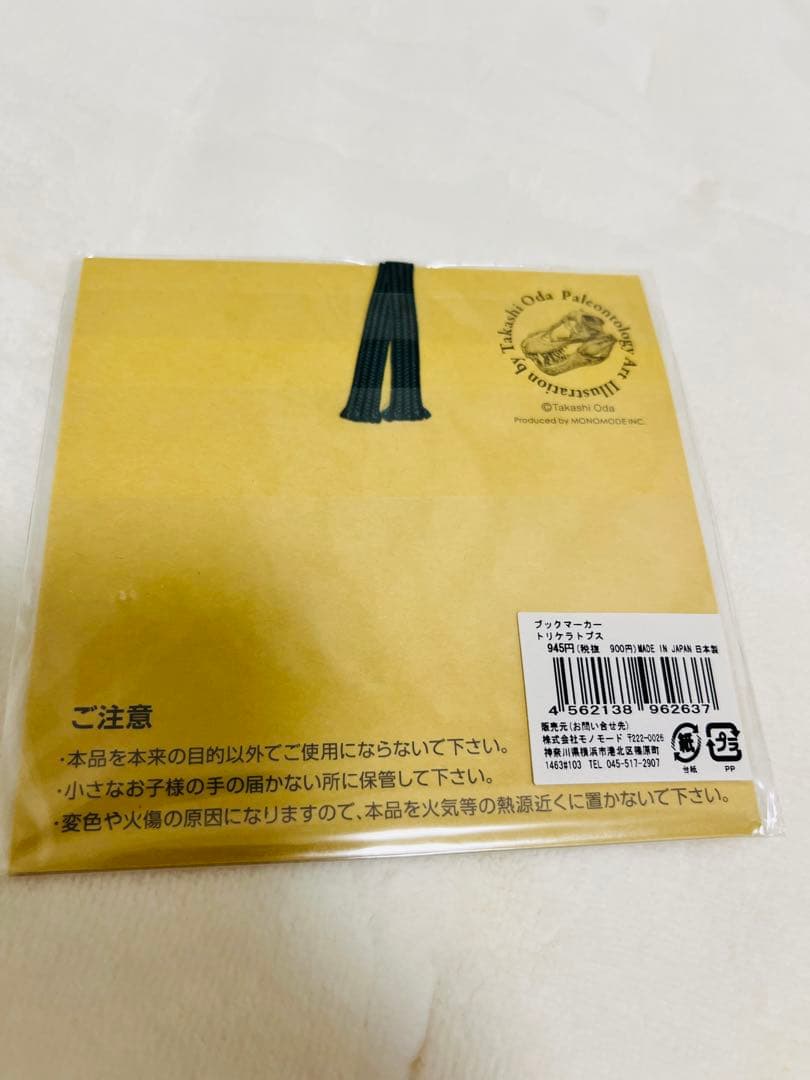 Paleontology Art Illustration by Takashi Oda
©Takashi Oda
Produced by MONOMODE INC.
ブックマーカー
トリケラトプス
945円(税抜 900円)MADE IN JAPAN 日本製
4 562138 962637
販売元(お問い合せ先)
株式会社モノモード 〒222-0026
神奈川県横浜市港北区篠原町
1463#103 TEL 045-517-2907
紙 プラ
台紙 PP
ご注意
・本品を本来の目的以外でご使用にならないで下さい。
・小さなお子様の手の届かない所に保管して下さい。
・変色や火傷の原因になりますので、本品を火気等の熱源近くに置かないで下さい。